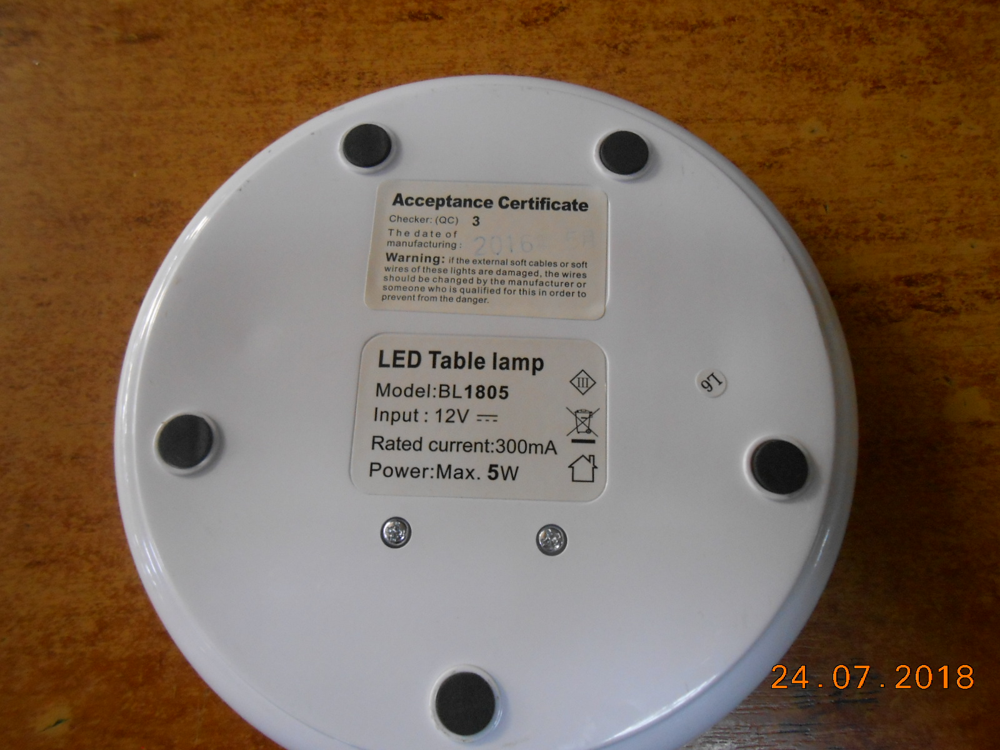 Acceptance Certificate
Checker: (QC) 3
The date of
manufacturing: 2016
Warning: if the external soft cables or soft
wires of these lights are damaged, the wires
should be changed by the manufacturer or
someone who is qualified for this in order to
prevent from the danger.
LED Table lamp
Model:BL1805
III
Input : 12V
Rated current:300mA
Power:Max. 5W
24.07.2018